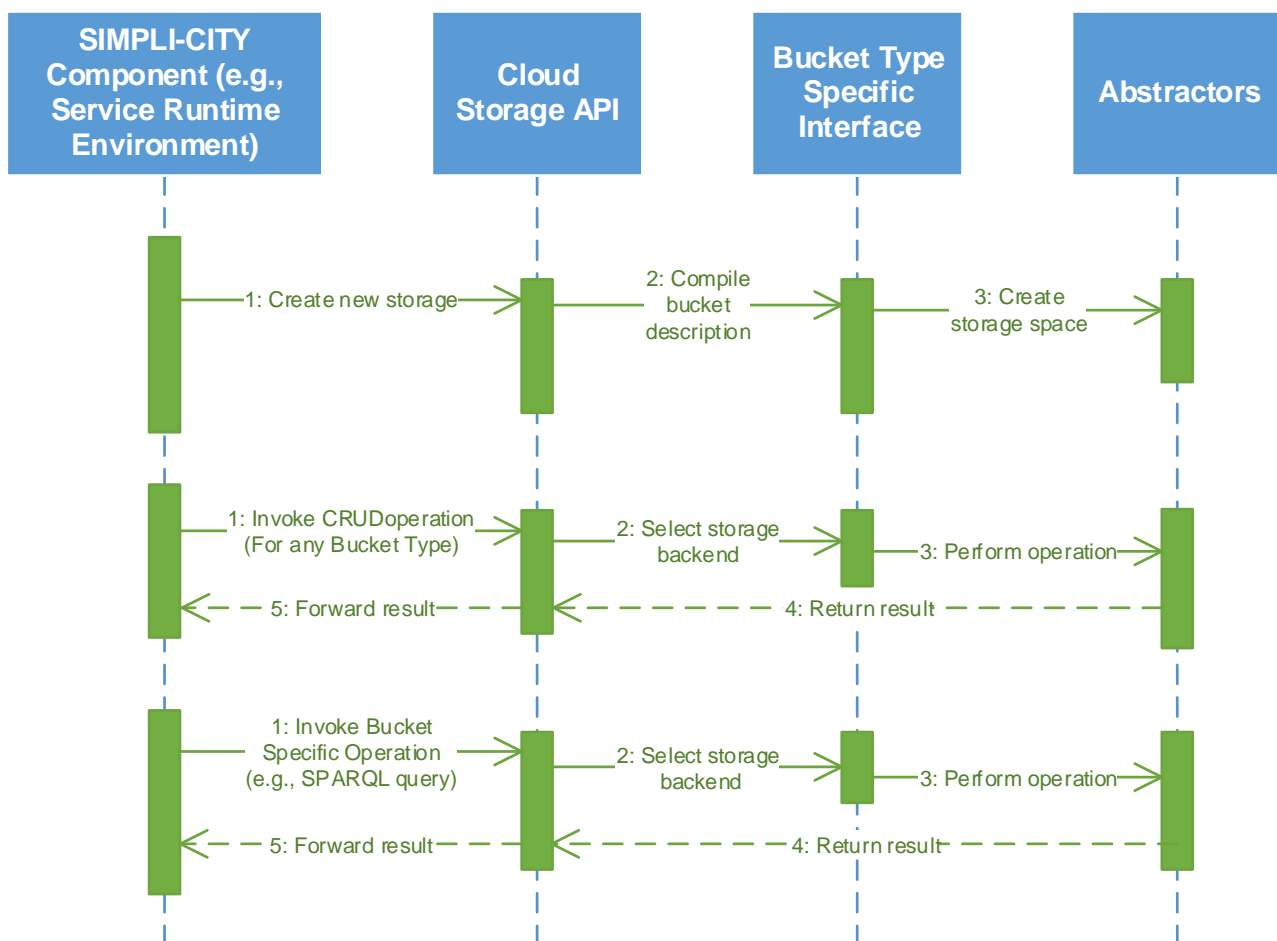 SIMPLI-CITY
Component (e.g.,
Service Runtime
Environment)
Cloud
Storage API
Bucket Type
Specific
Interface
Abstractors
1: Create new storage
2: Compile
bucket
description
3: Create
storage space
1: Invoke CRUDoperation
(For any Bucket Type)
2: Select storage
backend
3: Perform operation
5: Forward result
4: Return result
1: Invoke Bucket
Specific Operation
(e.g., SPARQL query)
2: Select storage
backend
3: Perform operation
5: Forward result
4: Return result